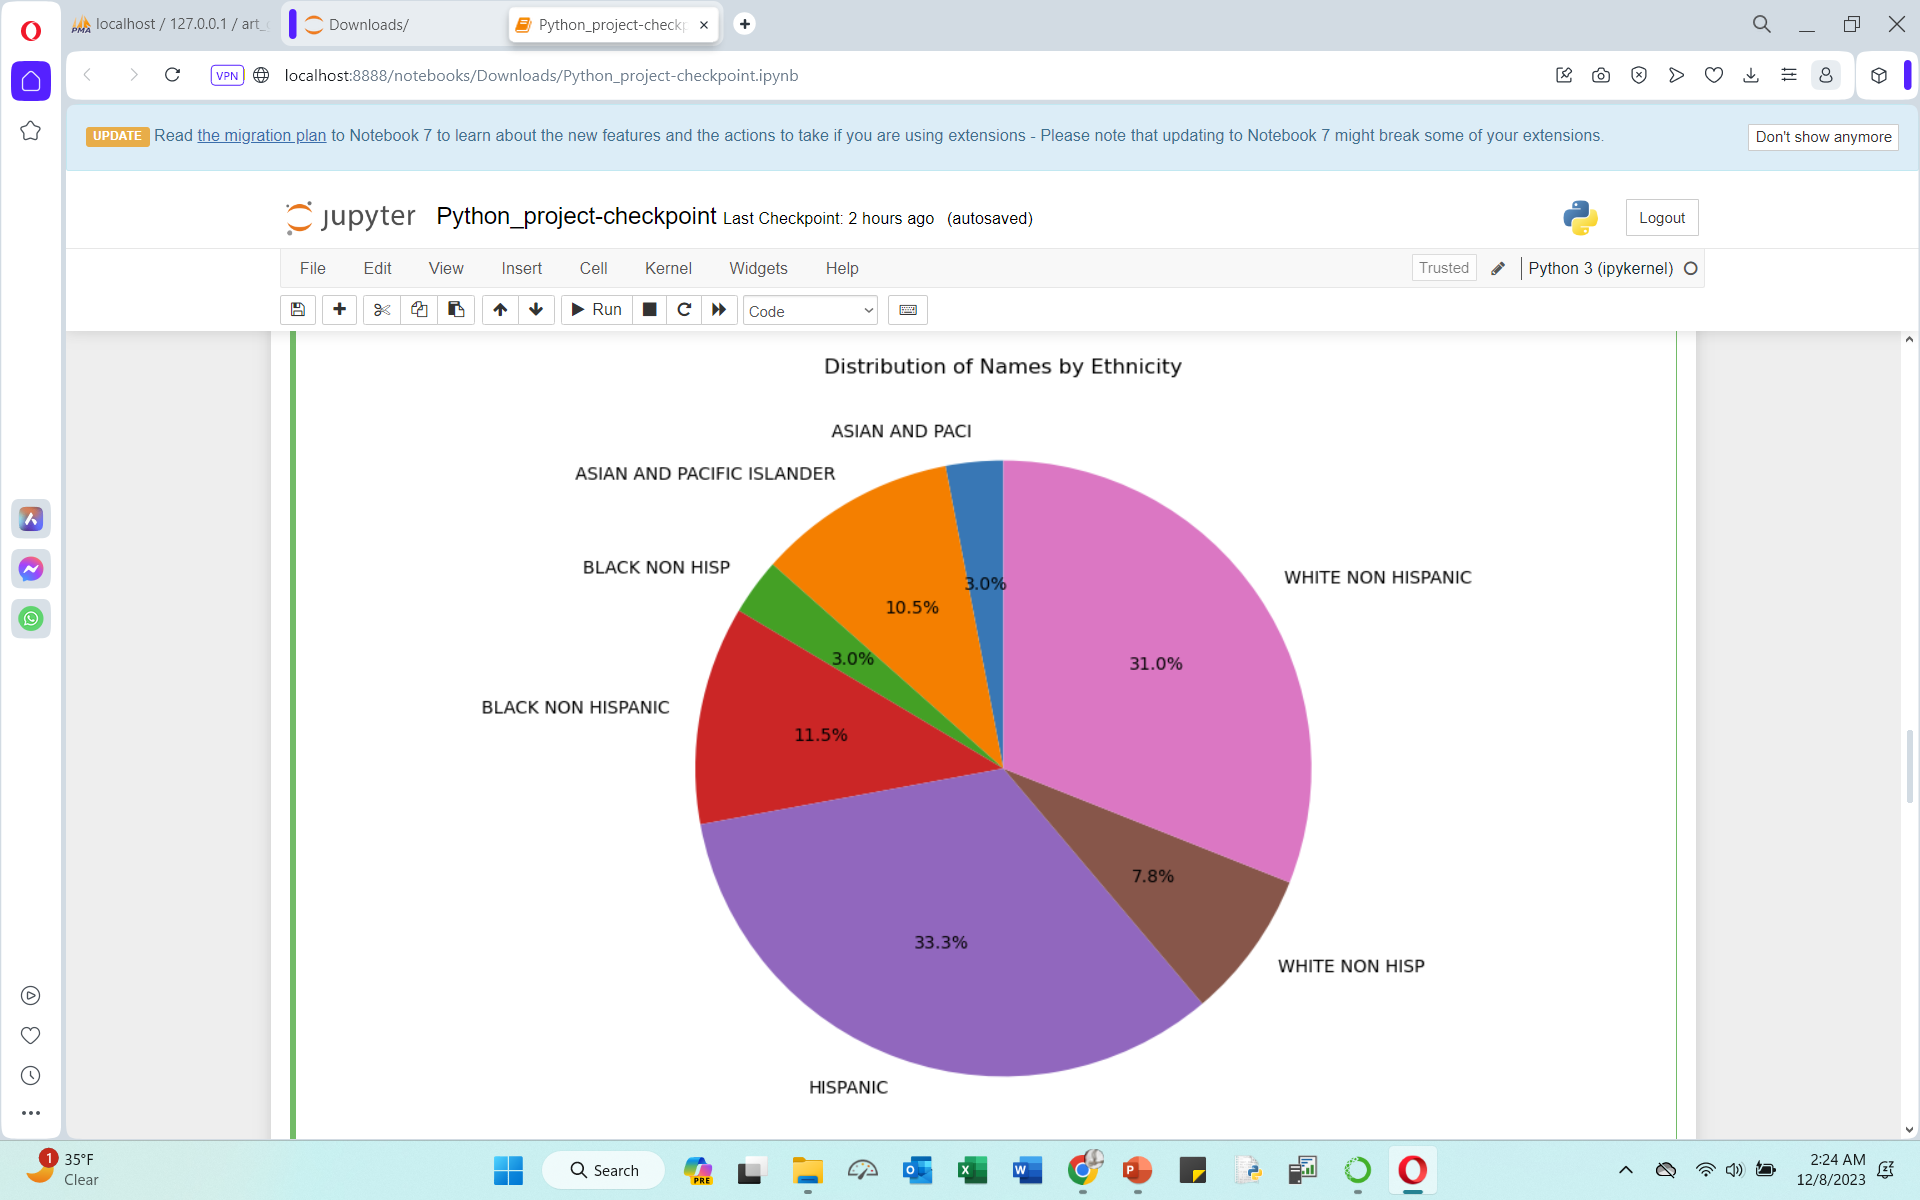 localhost / 127.0.0.1 / art_
Downloads/
Python_project-check
VPN
localhost:8888/notebooks/Downloads/Python_project-checkpoint.ipynb
UPDATE Read the migration plan to Notebook 7 to learn about the new features and the actions to take if you are using extensions - Please note that updating to Notebook 7 might break some of your extensions.
Don't show anymore
jupyter Python_project-checkpoint Last Checkpoint: 2 hours ago (autosaved)
Logout
File Edit View Insert Cell Kernel Widgets Help
Trusted
Python 3 (ipykernel)
Run
Code
Distribution of Names by Ethnicity
ASIAN AND PACI
ASIAN AND PACIFIC ISLANDER
BLACK NON HISP
WHITE NON HISPANIC
3.0%
10.5%
3.0%
31.0%
BLACK NON HISPANIC
11.5%
7.8%
33.3%
WHITE NON HISP
HISPANIC
1
35°F
Clear
Search
PRE
2:24 AM
12/8/2023